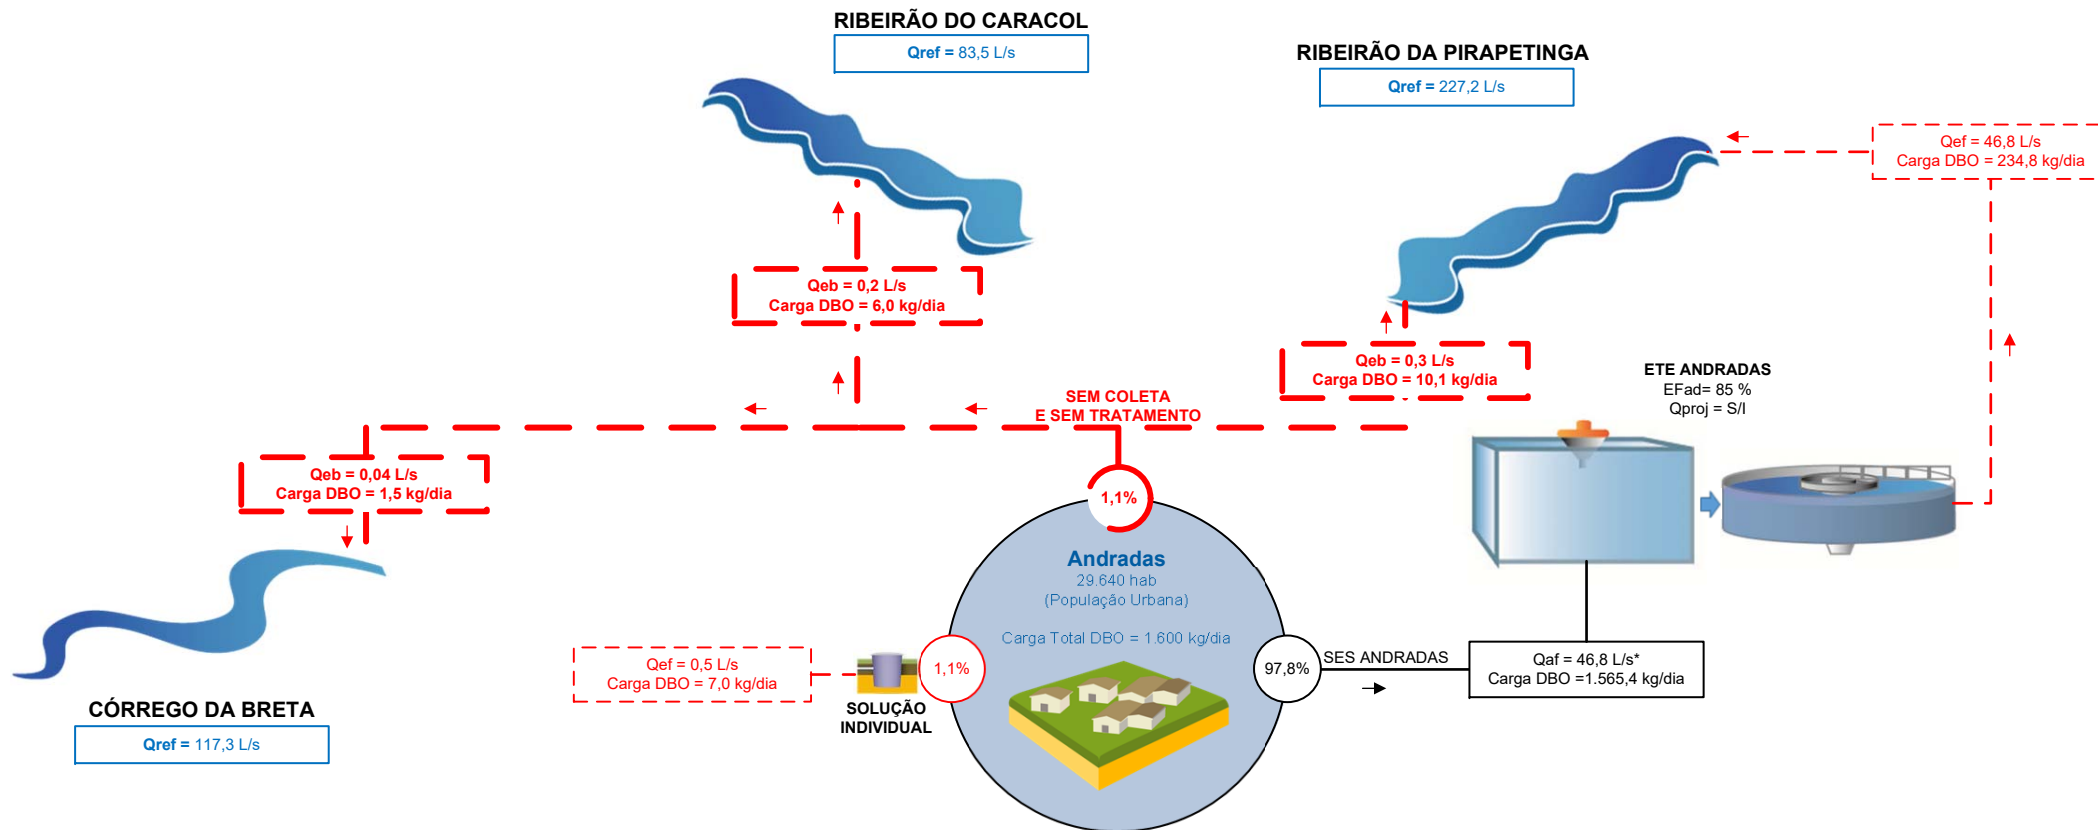 RIBEIRÃO DO CARACOL
Qref = 83,5 L/s
RIBEIRÃO DA PIRAPETINGA
Qref = 227,2 L/s
Qef = 46,8 L/s
Carga DBO = 234,8 kg/dia
Qeb = 0,2 L/s
Carga DBO = 6,0 kg/dia
Qeb = 0,3 L/s
Carga DBO = 10,1 kg/dia
ETE ANDRADAS
EFad= 85 %
Qproj = S/I
SEM COLETA
E SEM TRATAMENTO
Qeb = 0,04 L/s
Carga DBO = 1,5 kg/dia
1,1%
Andradas
29.640 hab
(População Urbana)
Carga Total DBO = 1.600 kg/dia
Qef = 0,5 L/s
Carga DBO = 7,0 kg/dia
1,1%
SOLUÇÃO
INDIVIDUAL
97,8%
SES ANDRADAS
Qaf = 46,8 L/s*
Carga DBO =1.565,4 kg/dia
CÓRREGO DA BRETA
Qref = 117,3 L/s